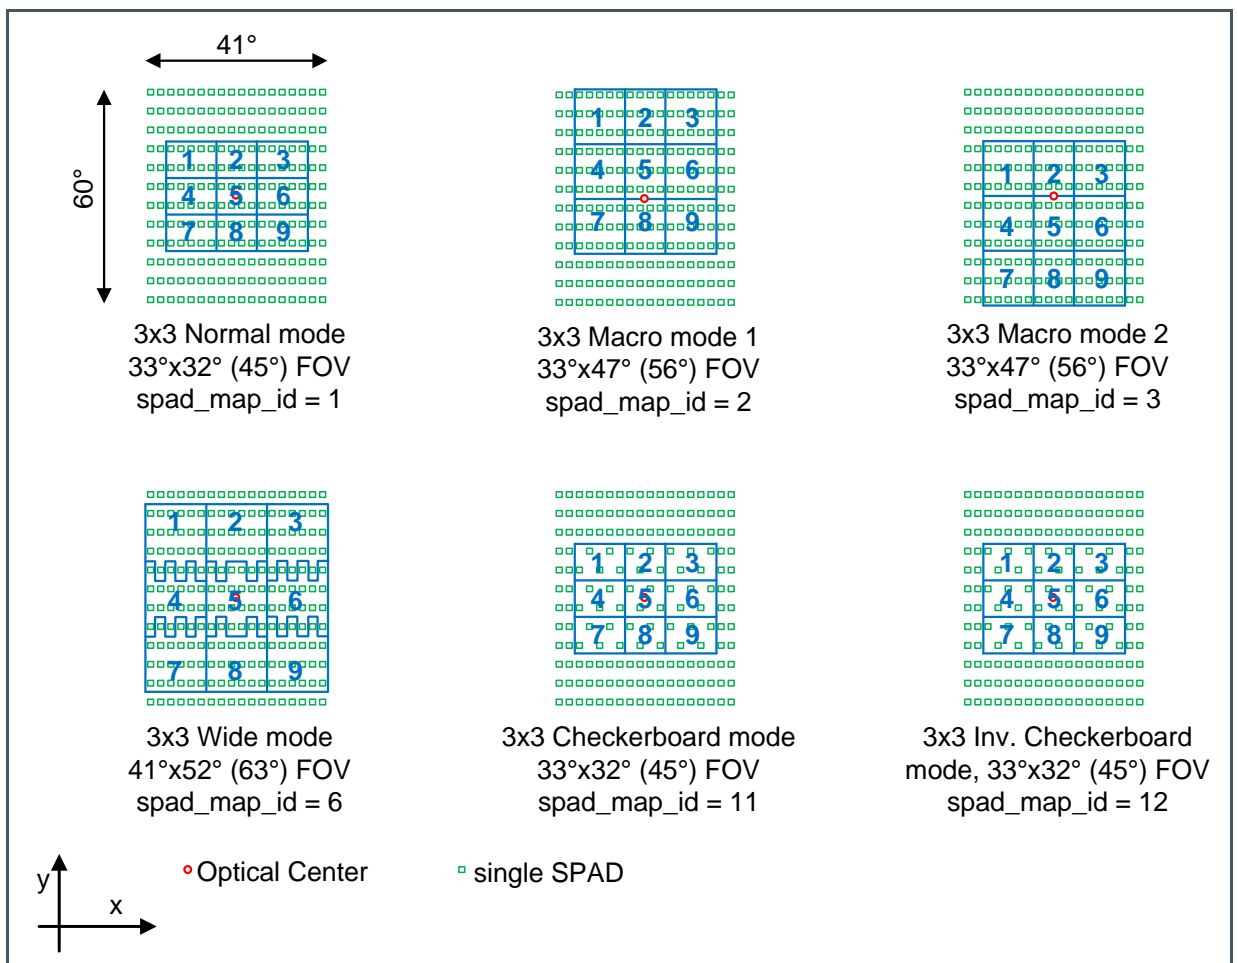 41°
60°
1 2 3
4 5 6
7 8 9
3x3 Normal mode
33°x32° (45°) FOV
spad_map_id = 1
1 2 3
4 5 6
7 8 9
3x3 Macro mode 1
33°x47° (56°) FOV
spad_map_id = 2
1 2 3
4 5 6
7 8 9
3x3 Macro mode 2
33°x47° (56°) FOV
spad_map_id = 3
1 2 3
4 5 6
7 8 9
3x3 Wide mode
41°x52° (63°) FOV
spad_map_id = 6
1 2 3
4 5 6
7 8 9
3x3 Checkerboard mode
33°x32° (45°) FOV
spad_map_id = 11
1 2 3
4 5 6
7 8 9
3x3 Inv. Checkerboard
mode, 33°x32° (45°) FOV
spad_map_id = 12
Optical Center
single SPAD
y
x